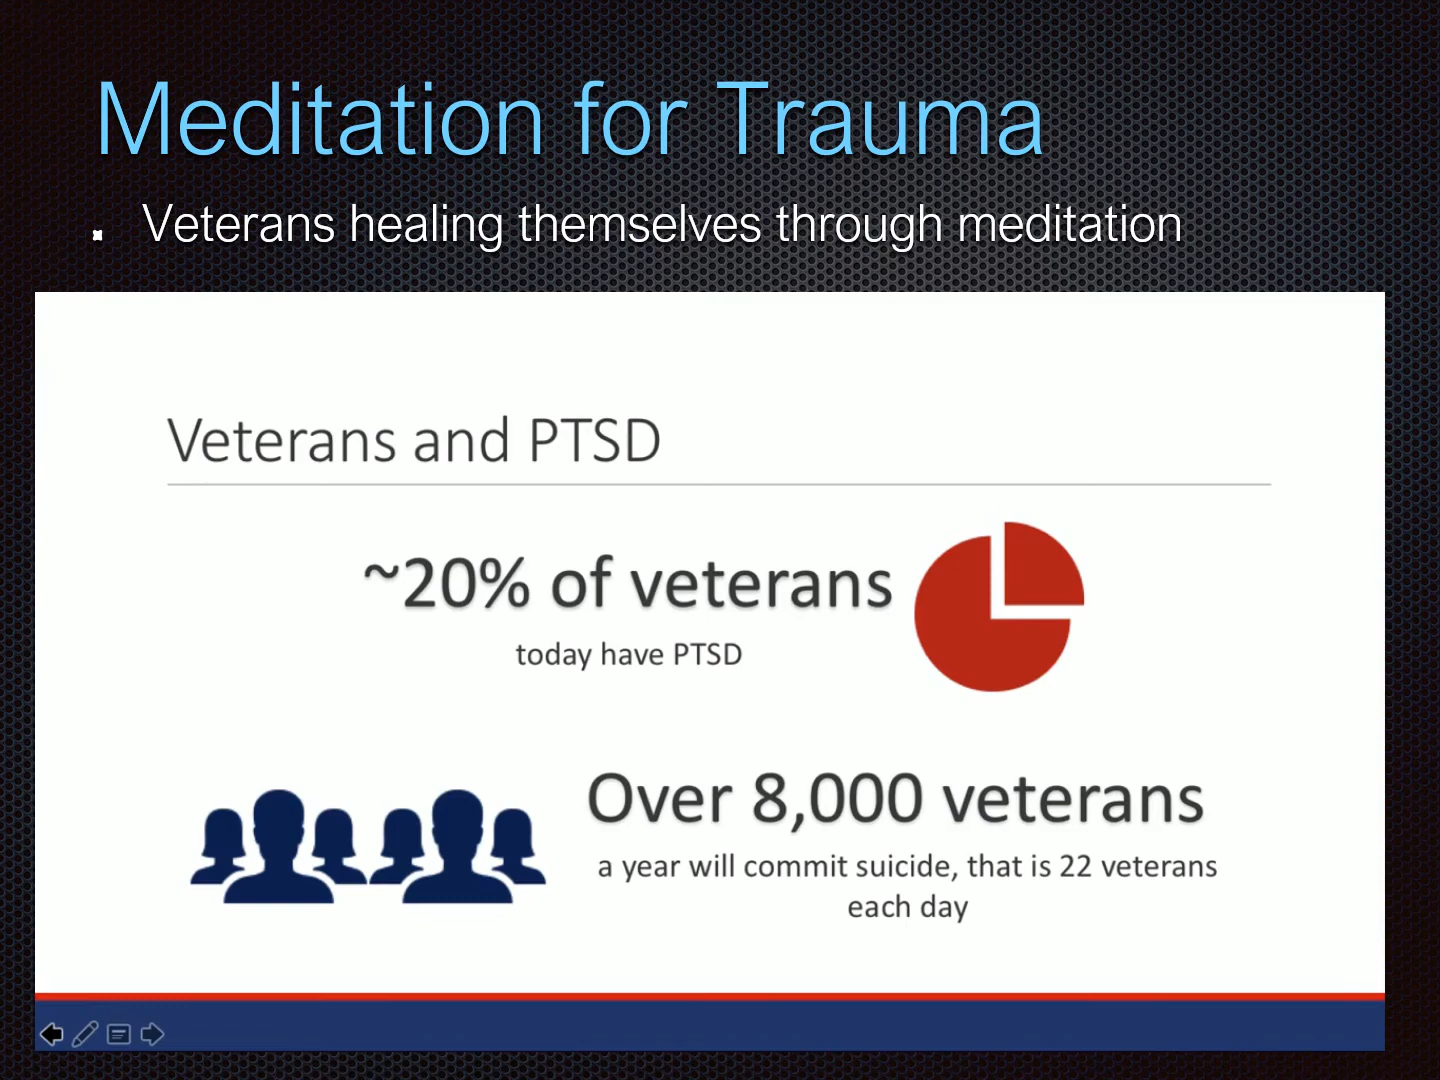 Meditation for Trauma
Veterans healing themselves through meditation
Veterans and PTSD
~20% of veterans
today have PTSD
Over 8,000 veterans
a year will commit suicide, that is 22 veterans
each day